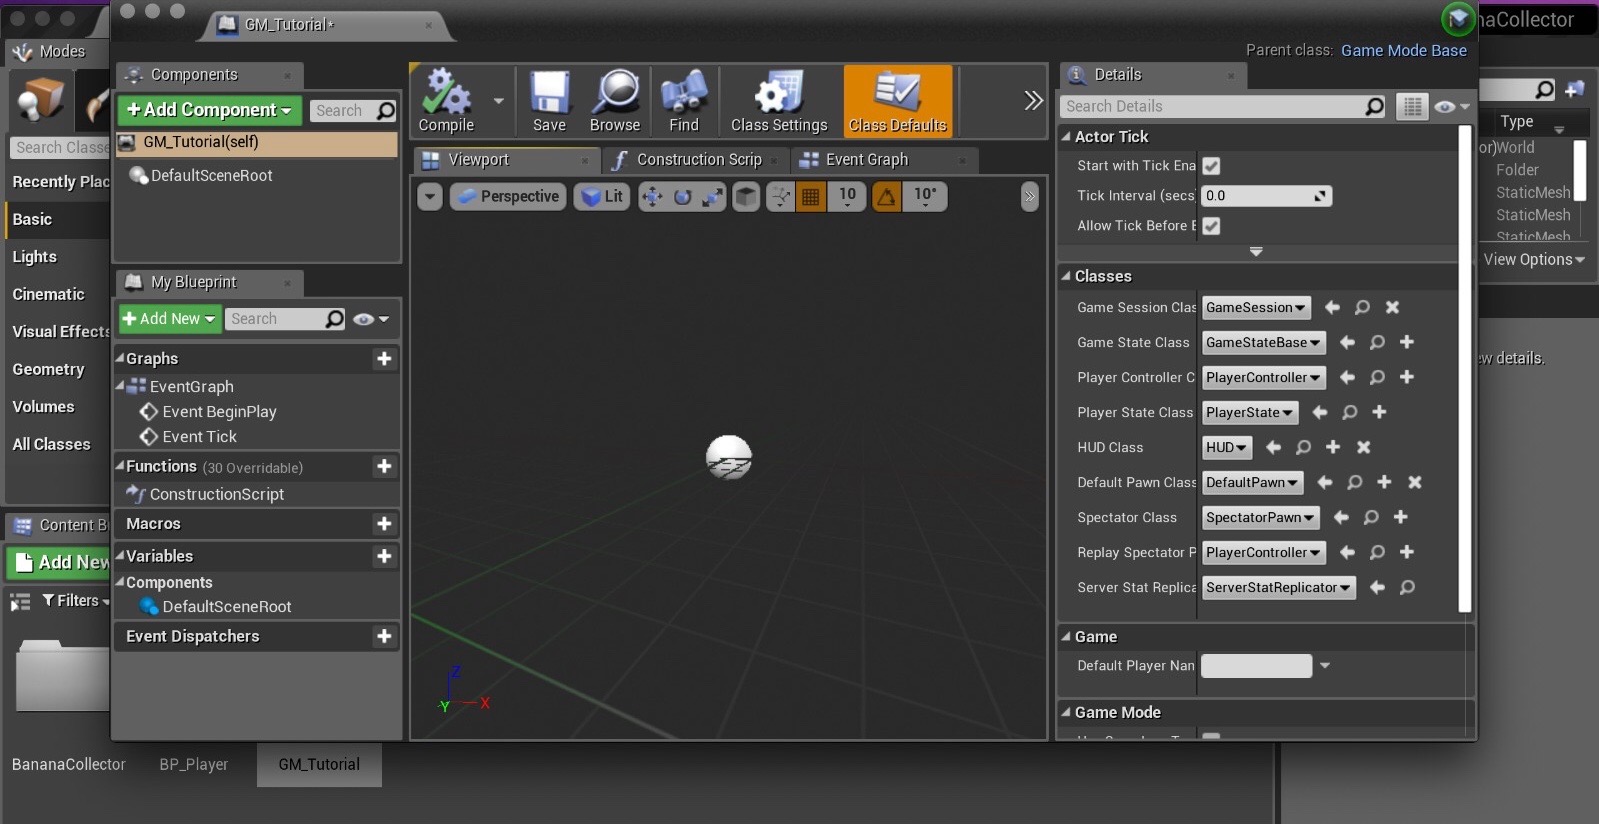 GM_Tutorial*
naCollector
Parent class: Game Mode Base
Modes
Components
Details
+Add Component
Search
Search Details
Compile
Save
Browse
Find
Class Settings
Class Defaults
Type
Search Classe
GM_Tutorial(self)
DefaultSceneRoot
Viewport
Construction Scrip
Event Graph
Actor Tick
Start with Tick Ena
Tick Interval (secs
0.0
Allow Tick Before E
or)World
Folder
StaticMesh
StaticMesh
StaticMesh
View Options
Recently Plac
Basic
Lights
Cinematic
Visual Effects
Geometry
Volumes
All Classes
Perspective
Lit
10
10°
My Blueprint
+Add New
Search
Graphs
EventGraph
Event BeginPlay
Event Tick
Functions (30 Overridable)
ConstructionScript
Macros
Variables
Components
DefaultSceneRoot
Event Dispatchers
Z
Y
X
Classes
Game Session Clas GameSession
Game State Class GameStateBase
Player Controller C PlayerController
Player State Class PlayerState
HUD Class HUD
Default Pawn Class DefaultPawn
Spectator Class SpectatorPawn
Replay Spectator P PlayerController
Server Stat Replica ServerStatReplicator
Game
Default Player Nan
Game Mode
ew details.
Content B
Add New
Filters
BananaCollector
BP_Player
GM_Tutorial